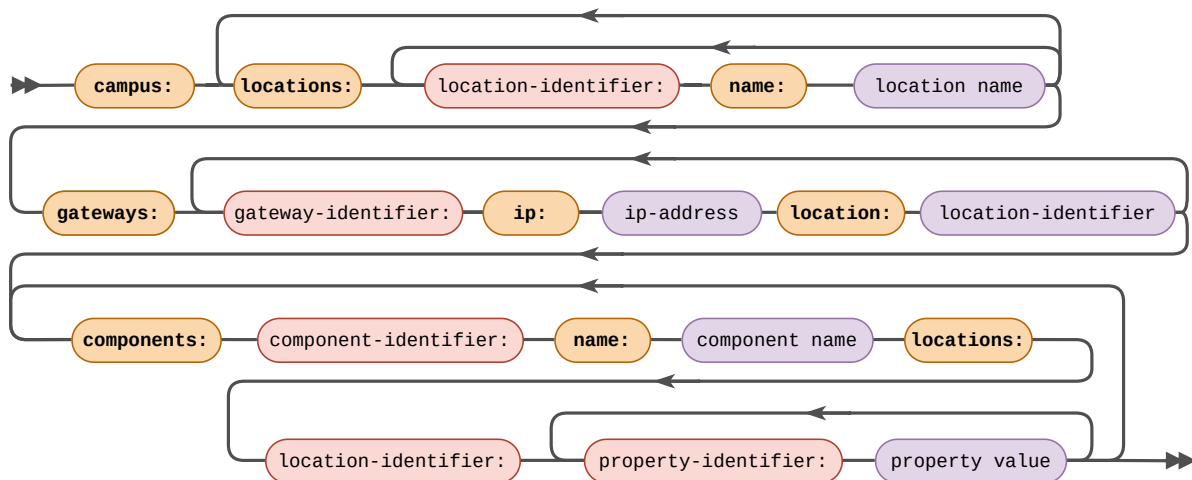 campus: locations: location-identifier: name: location name
gateways: gateway-identifier: ip: ip-address location: location-identifier
components: component-identifier: name: component name locations:
location-identifier: property-identifier: property value